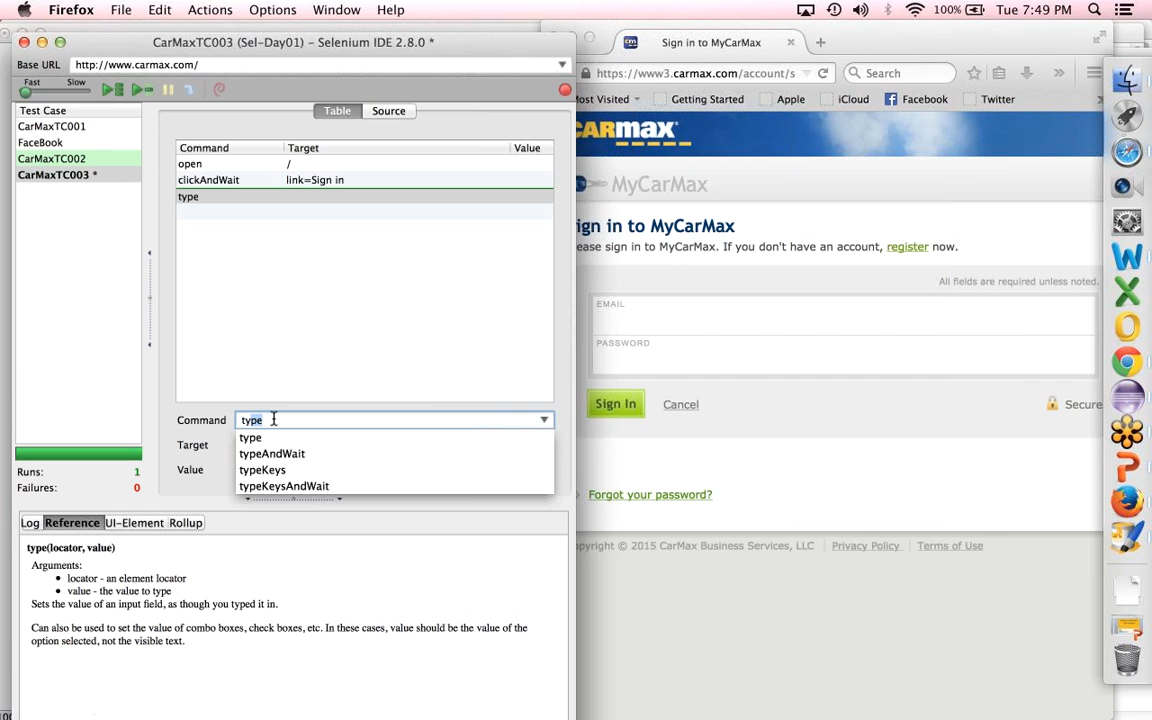 Firefox File Edit Actions Options Window Help
100% Tue 7:49 PM
CarMaxTC003 (Sel-Day01) - Selenium IDE 2.8.0 *
Base URL http://www.carmax.com/
Fast Slow
Test Case
CarMaxTC001
FaceBook
CarMaxTC002
CarMaxTC003 *
Runs: 1
Failures: 0
Table Source
Command Target Value
open /
clickAndWait link=Sign in
type
Command type
Target
Value
type
typeAndWait
typeKeys
typeKeysAndWait
Log Reference UI-Element Rollup
type(locator, value)
Arguments:
• locator - an element locator
• value - the value to type
Sets the value of an input field, as though you typed it in.
Can also be used to set the value of combo boxes, check boxes, etc. In these cases, value should be the value of the
option selected, not the visible text.
Sign in to MyCarMax
https://www3.carmax.com/account/s
Search
Most Visited Getting Started Apple iCloud Facebook Twitter
CARMAX
MyCarMax
ign in to MyCarMax
ease sign in to MyCarMax. If you don't have an account, register now.
All fields are required unless noted.
EMAIL
PASSWORD
Sign In Cancel
Secure
Forgot your password?
pyright © 2015 CarMax Business Services, LLC | Privacy Policy | Terms of Use